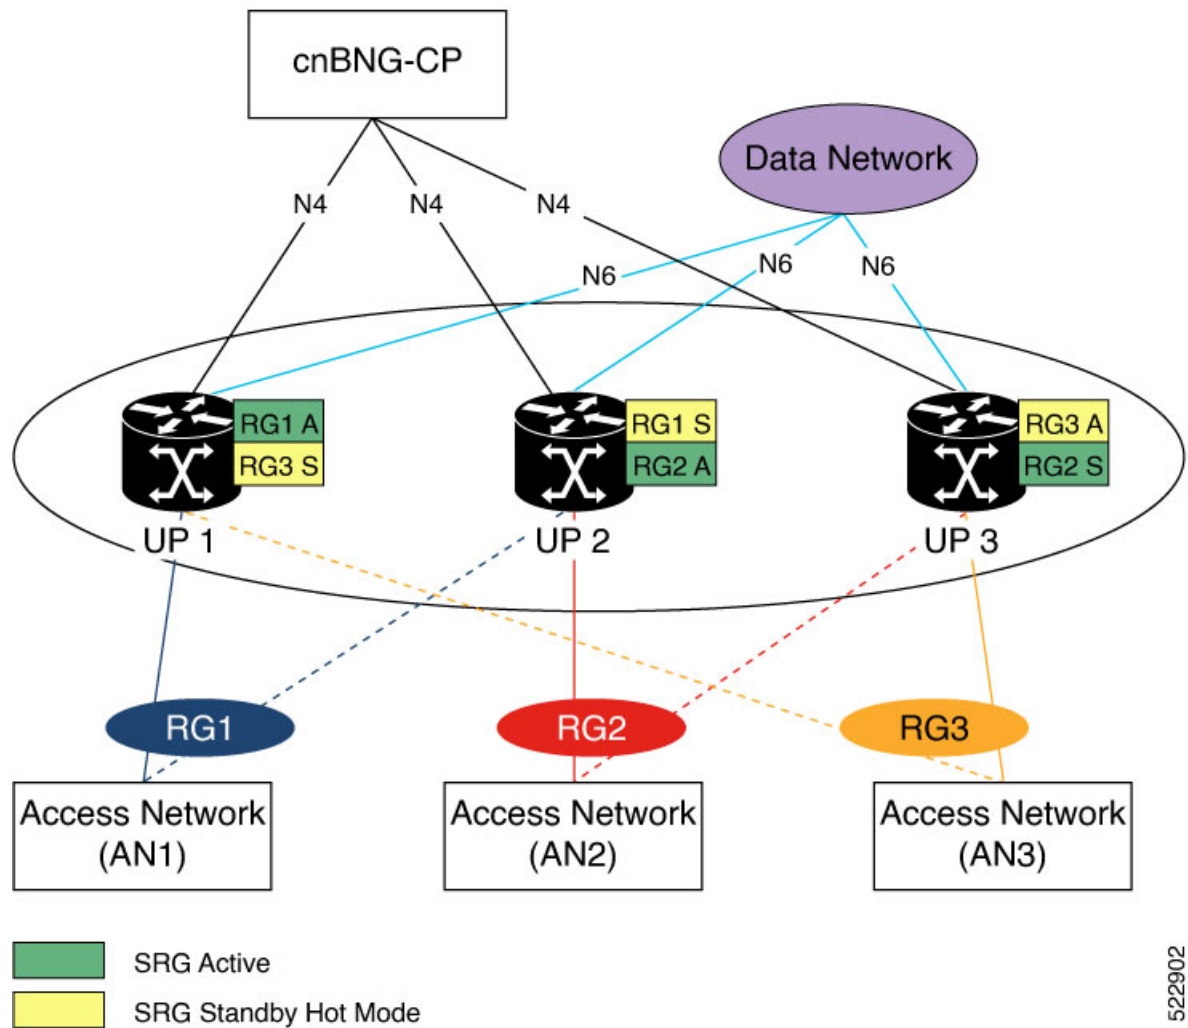 cnBNG-CP
Data Network
N4
N4
N4
N6
N6
N6
RG1 A
RG3 S
RG1 S
RG2 A
RG3 A
RG2 S
UP 1
UP 2
UP 3
RG1
RG2
RG3
Access Network
(AN1)
Access Network
(AN2)
Access Network
(AN3)
SRG Active
SRG Standby Hot Mode
522902